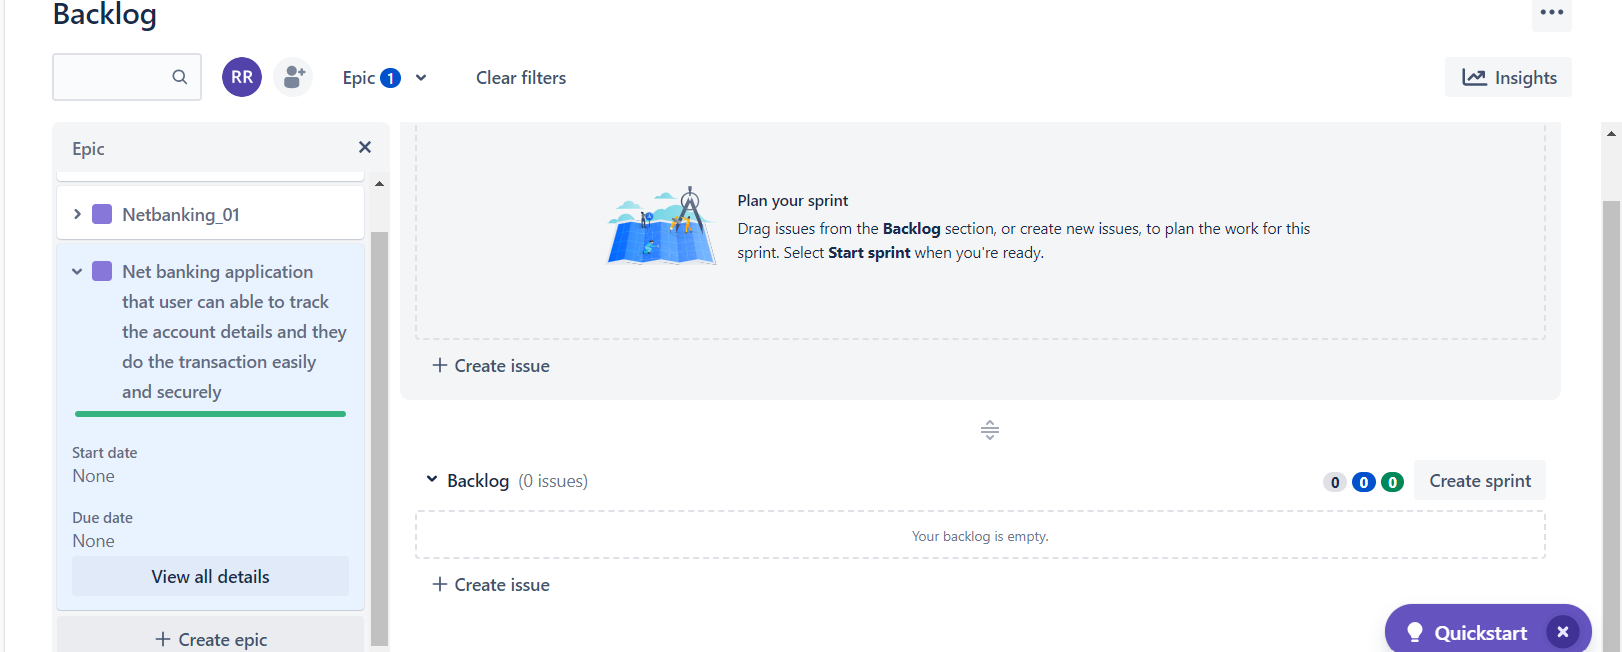 Backlog
RR
Epic 1
Clear filters
Insights
Epic
Netbanking_01
Net banking application
that user can able to track
the account details and they
do the transaction easily
and securely
Start date
None
Due date
None
View all details
+ Create epic
Plan your sprint
Drag issues from the Backlog section, or create new issues, to plan the work for this
sprint. Select Start sprint when you're ready.
+ Create issue
Backlog (0 issues)
0 0 0
Create sprint
Your backlog is empty.
+ Create issue
Quickstart